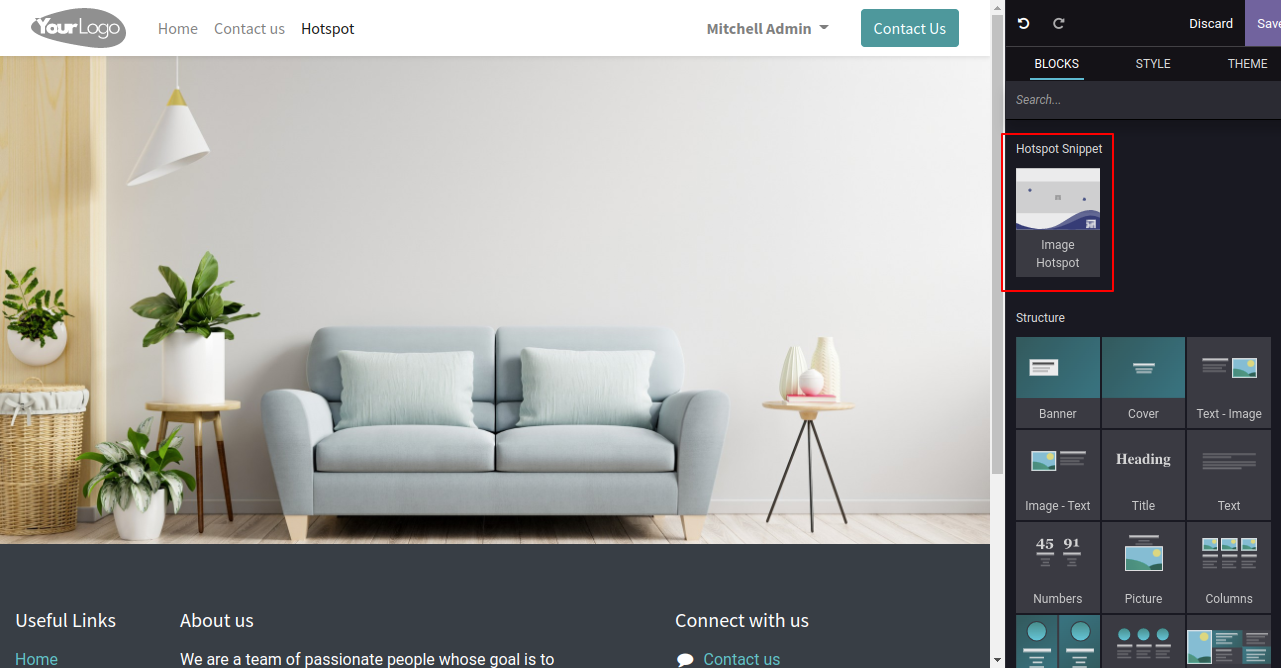 YourLogo
Home Contact us Hotspot Mitchell Admin Contact Us
Discard Save
BLOCKS STYLE THEME
Search...
Hotspot Snippet
Image
Hotspot
Structure
Banner Cover Text - Image
Heading
Image - Text Title Text
45 91
Numbers Picture Columns
Useful Links About us Connect with us
Home We are a team of passionate people whose goal is to Contact us